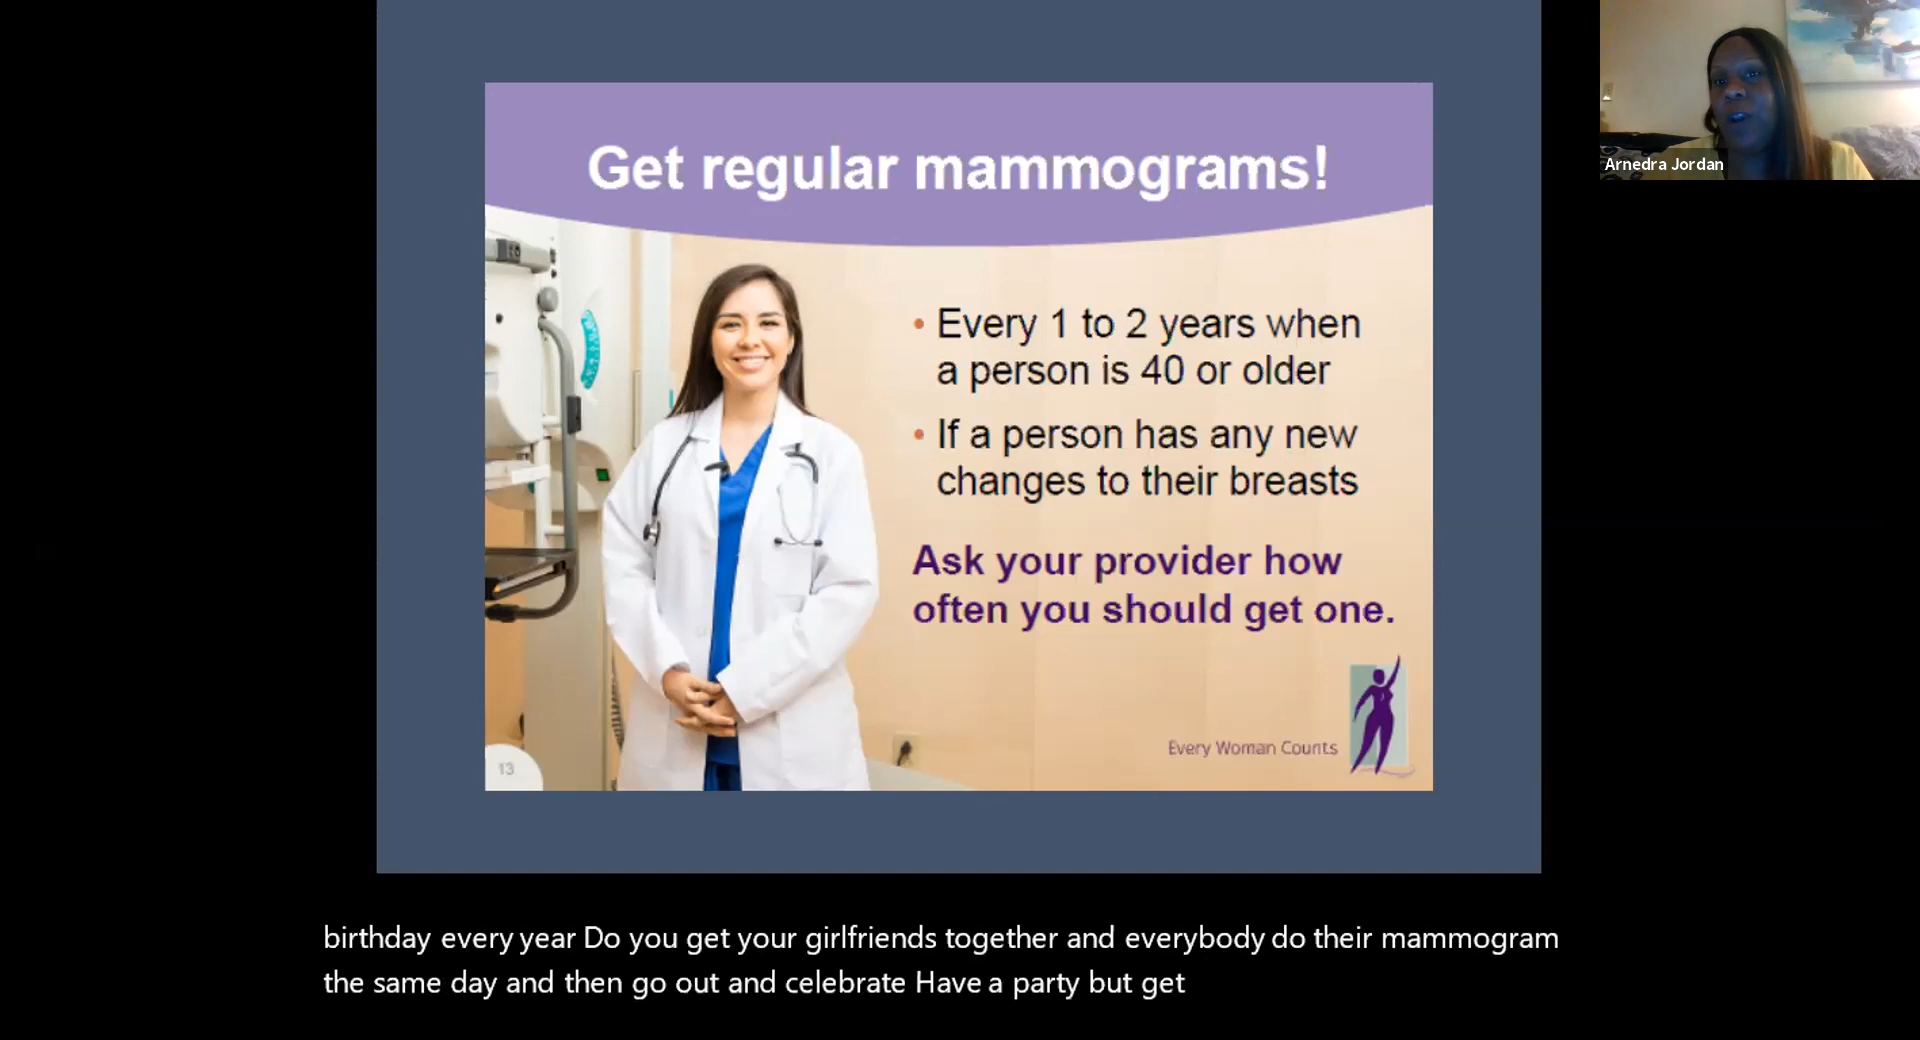 Get regular mammograms!
Arnedra Jordan
• Every 1 to 2 years when
a person is 40 or older
• If a person has any new
changes to their breasts
Ask your provider how
often you should get one.
Every Woman Counts
13
birthday every year Do you get your girlfriends together and everybody do their mammogram
the same day and then go out and celebrate Have a party but get